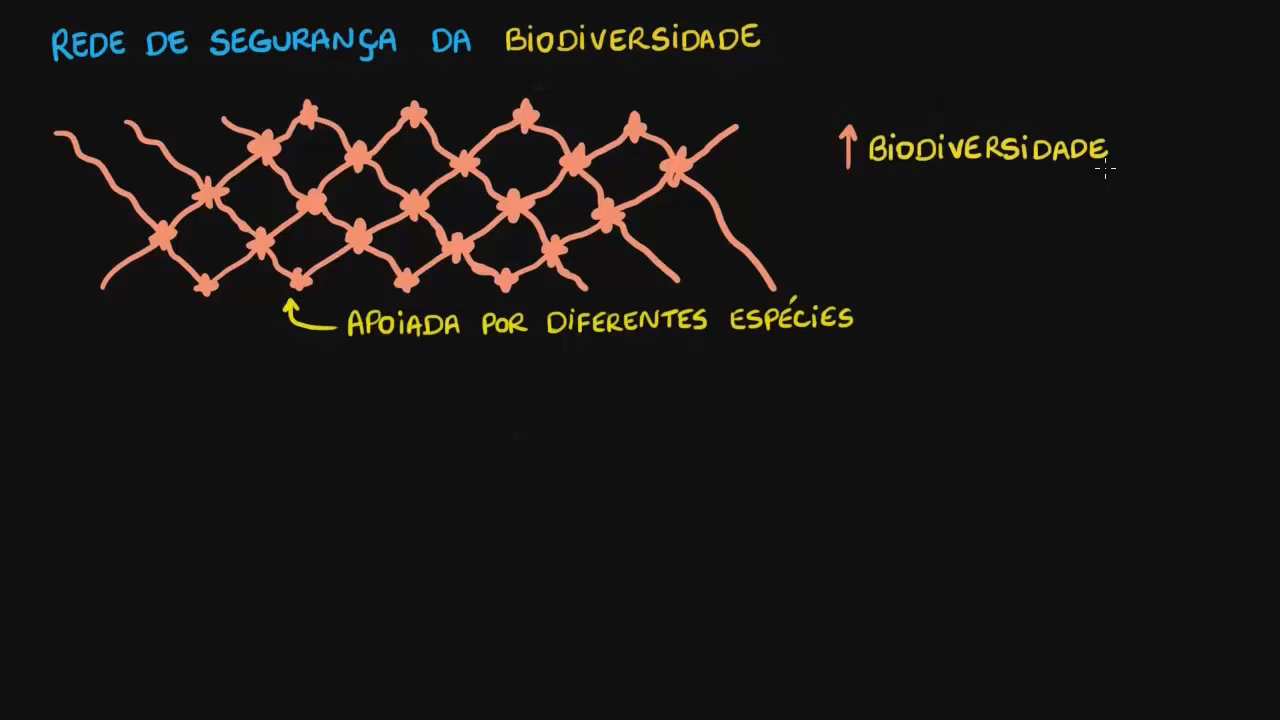 REDE DE SEGURANÇA DA BIODIVERSIDADE
↑ BIODIVERSIDADE
APOIADA POR DIFERENTES ESPÉCIES